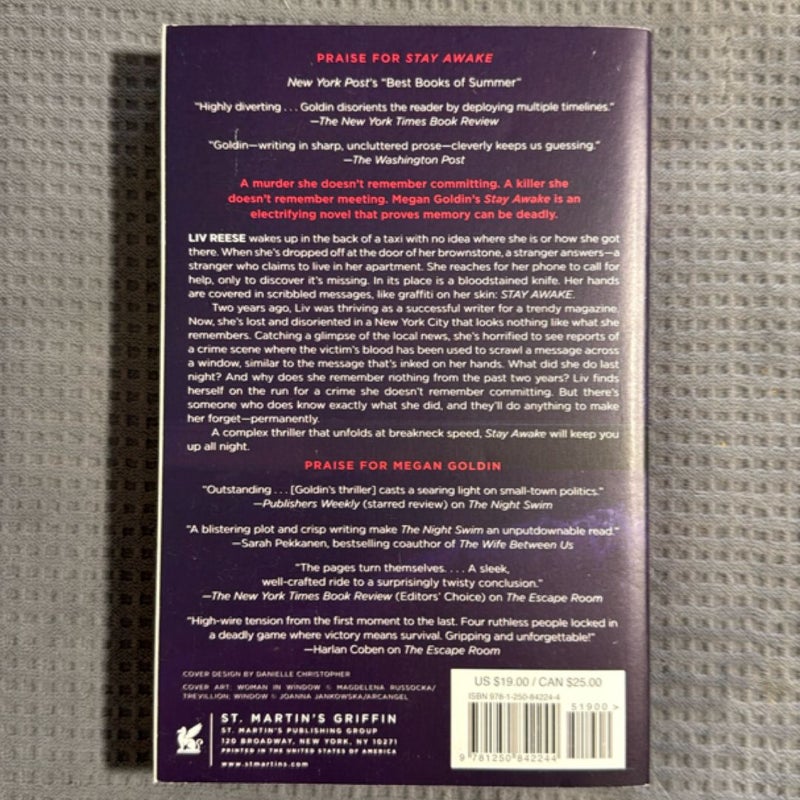 PRAISE FOR STAY AWAKE
New York Post's "Best Books of Summer"
"Highly diverting . . . Goldin disorients the reader by deploying multiple timelines."
—The New York Times Book Review
"Goldin—writing in sharp, uncluttered prose—cleverly keeps us guessing."
—The Washington Post
A murder she doesn't remember committing. A killer she
doesn't remember meeting. Megan Goldin's Stay Awake is an
electrifying novel that proves memory can be deadly.
LIV REESE wakes up in the back of a taxi with no idea where she is or how she got
there. When she's dropped off at the door of her brownstone, a stranger answers—a
stranger who claims to live in her apartment. She reaches for her phone to call for
help, only to discover it's missing. In its place is a bloodstained knife. Her hands
are covered in scribbled messages, like graffiti on her skin: STAY AWAKE.
Two years ago, Liv was thriving as a successful writer for a trendy magazine.
Now, she's lost and disoriented in a New York City that looks nothing like what she
remembers. Catching a glimpse of the local news, she's horrified to see reports of
a crime scene where the victim's blood has been used to scrawl a message across
a window, similar to the message that's inked on her hands. What did she do last
night? And why does she remember nothing from the past two years? Liv finds
herself on the run for a crime she doesn't remember committing. But there's
someone who does know exactly what she did, and they'll do anything to make
her forget—permanently.
A complex thriller that unfolds at breakneck speed, Stay Awake will keep you
up all night.
PRAISE FOR MEGAN GOLDIN
"Outstanding . . . [Goldin's thriller] casts a searing light on small-town politics."
—Publishers Weekly (starred review) on The Night Swim
"A blistering plot and crisp writing make The Night Swim an unputdownable read."
—Sarah Pekkanen, bestselling coauthor of The Wife Between Us
"The pages turn themselves. . . . A sleek,
well-crafted ride to a surprisingly twisty conclusion."
—The New York Times Book Review (Editors' Choice) on The Escape Room
"High-wire tension from the first moment to the last. Four ruthless people locked in
a deadly game where victory means survival. Gripping and unforgettable!"
—Harlan Coben on The Escape Room
COVER DESIGN BY DANIELLE CHRISTOPHER
COVER ART: WOMAN IN WINDOW © MAGDELENA RUSSOCKA/
TREVILLION; WINDOW © JOANNA JANKOWSKA/ARCANGEL
ST. MARTIN'S GRIFFIN
ST. MARTIN'S PUBLISHING GROUP
120 BROADWAY, NEW YORK, NY 10271
PRINTED IN THE UNITED STATES OF AMERICA
www.stmartins.com
US $19.00 / CAN $25.00
ISBN 978-1-250-84224-4
51900>
9 781250 842244